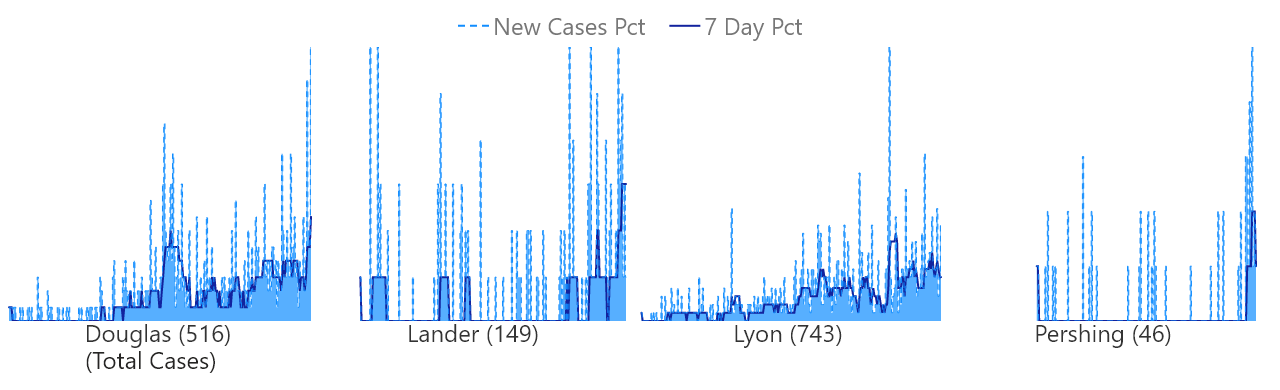 New Cases Pct 7 Day Pct
Douglas (516) Lander (149) Lyon (743) Pershing (46)
(Total Cases)